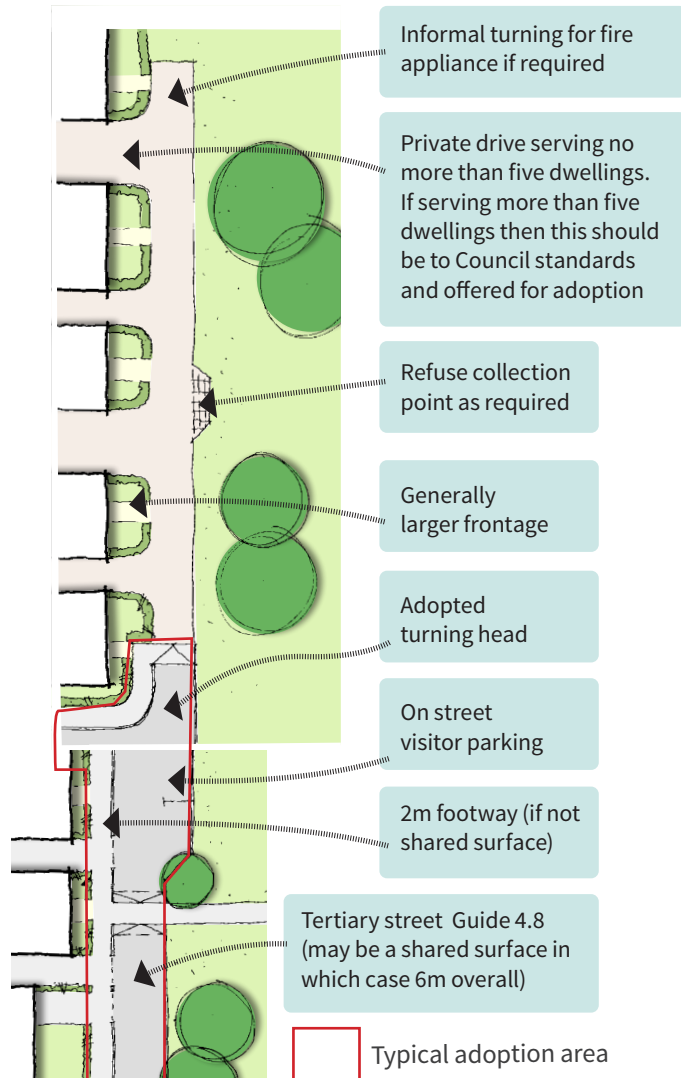 Informal turning for fire
appliance if required
Private drive serving no
more than five dwellings.
If serving more than five
dwellings then this should
be to Council standards
and offered for adoption
Refuse collection
point as required
Generally
larger frontage
Adopted
turning head
On street
visitor parking
2m footway (if not
shared surface)
Tertiary street Guide 4.8
(may be a shared surface in
which case 6m overall)
Typical adoption area